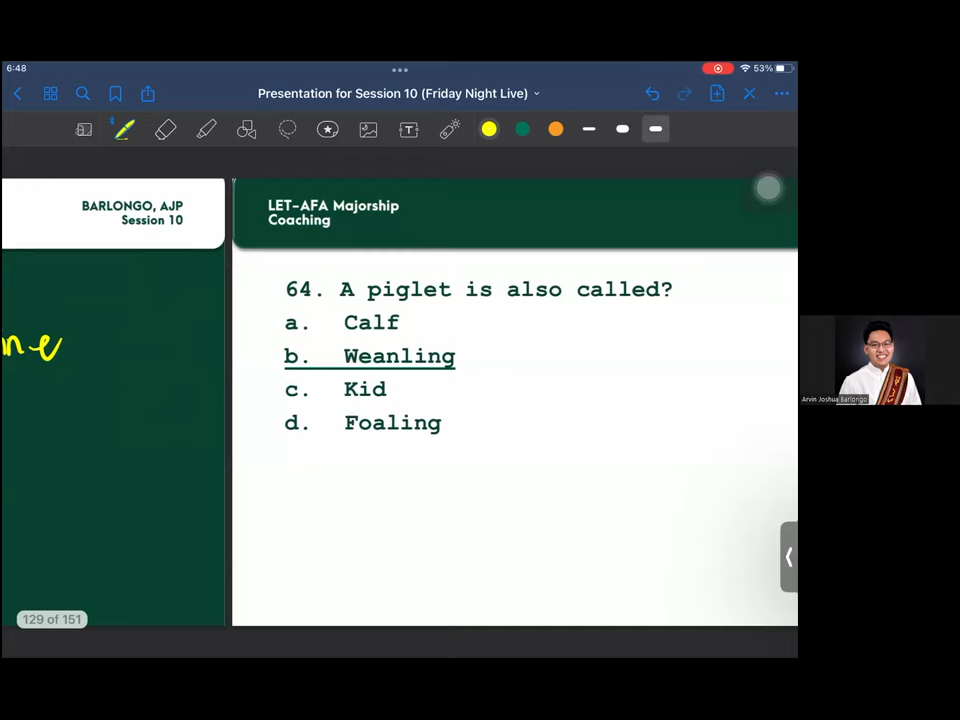 6:48
53%
Presentation for Session 10 (Friday Night Live)
BARLONGO, AJP
Session 10
LET-AFA Majorship
Coaching
64. A piglet is also called?
a. Calf
b. Weanling
c. Kid
d. Foaling
129 of 151
Arvin Joshua Barlongo